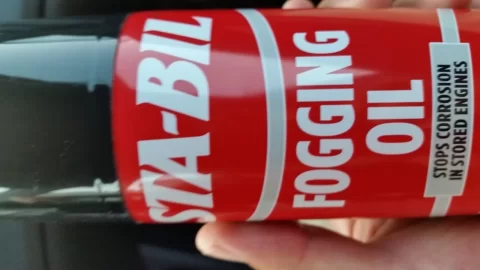 STA-BIL
FOGGING
OIL
STOPS CORROSION
IN STORED ENGINES